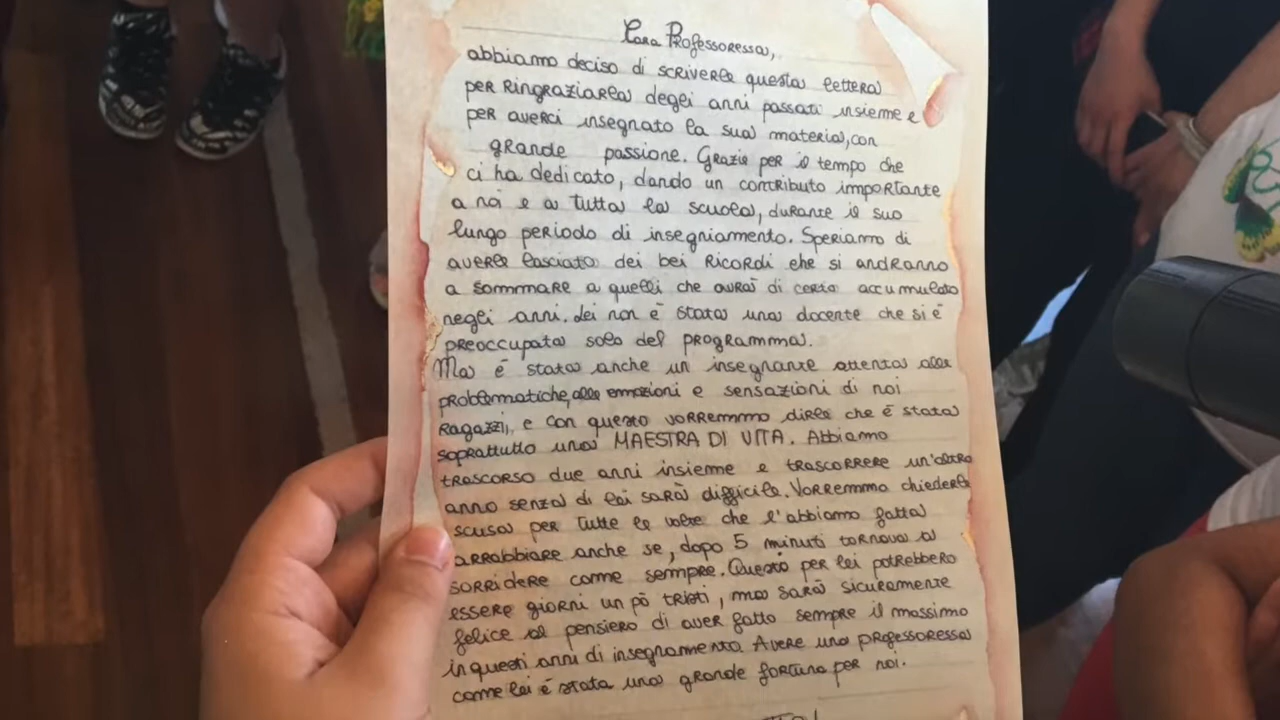 Cara Professoressa,
abbiamo deciso di scriverle questa lettera
per ringraziarla degli anni passati insieme e
per averci insegnato la sua materia, con
grande passione. Grazie per il tempo che
ci ha dedicato, dando un contributo importante
a noi e a tutta la scuola, durante il suo
lungo periodo di insegniamento. Speriamo di
averle lasciato dei bei ricordi che si andranno
a sommare a quelli che avrà di certo accumulato
negli anni. Lei non è stata una docente che si è
preoccupata solo del programma.
Ma è stata anche un insegnante attenta alle
problematiche, alle emozioni e sensazioni di noi
ragazzi, e con questo vorremmo dirle che è stata
soprattutto una MAESTRA DI VITA. Abbiamo
trascorso due anni insieme e trascorrere un'altro
anno senza di lei sarà difficile. Vorremmo chiederle
scusa per tutte le volte che l'abbiamo fatta
arrabbiare anche se, dopo 5 minuti tornava a
sorridere come sempre. Questo per lei potrebbero
essere giorni un pò tristi, ma sarà sicuramente
felice al pensiero di aver fatto sempre il massimo
in questi anni di insegnamento. Avere una professoressa
come lei è stata una grande fortuna per noi.